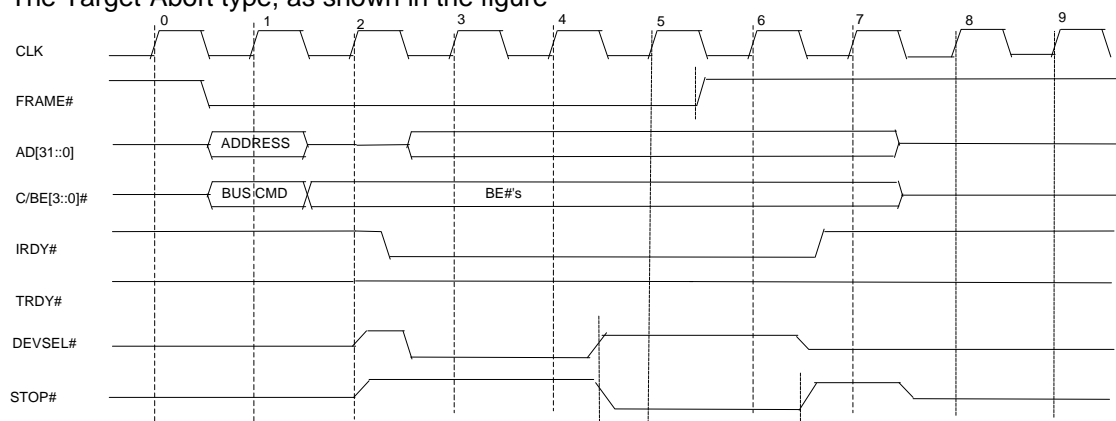 The Target-Abort type, as shown in the figure
0 1 2 3 4 5 6 7 8 9
CLK
FRAME#
AD[31::0] ADDRESS
C/BE[3::0]# BUS CMD BE#'s
IRDY#
TRDY#
DEVSEL#
STOP#